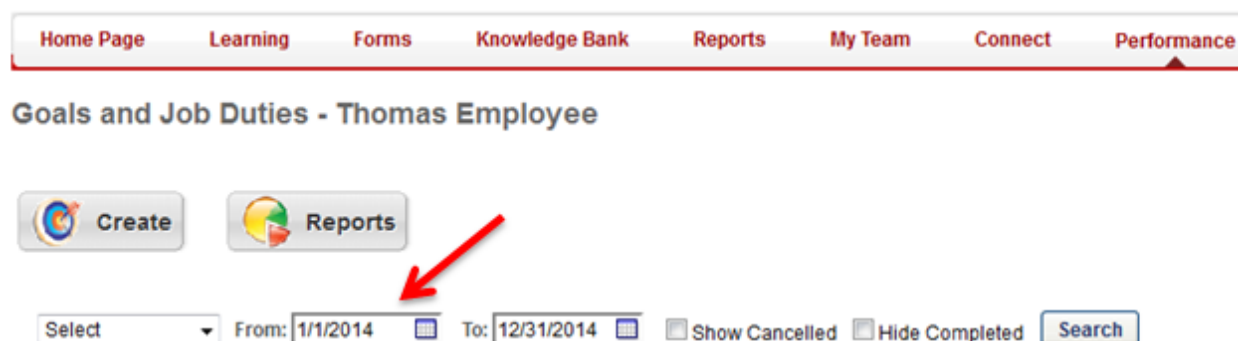 Home Page Learning Forms Knowledge Bank Reports My Team Connect Performance
Goals and Job Duties - Thomas Employee
Create Reports
Select From: 1/1/2014 To: 12/31/2014 Show Cancelled Hide Completed Search